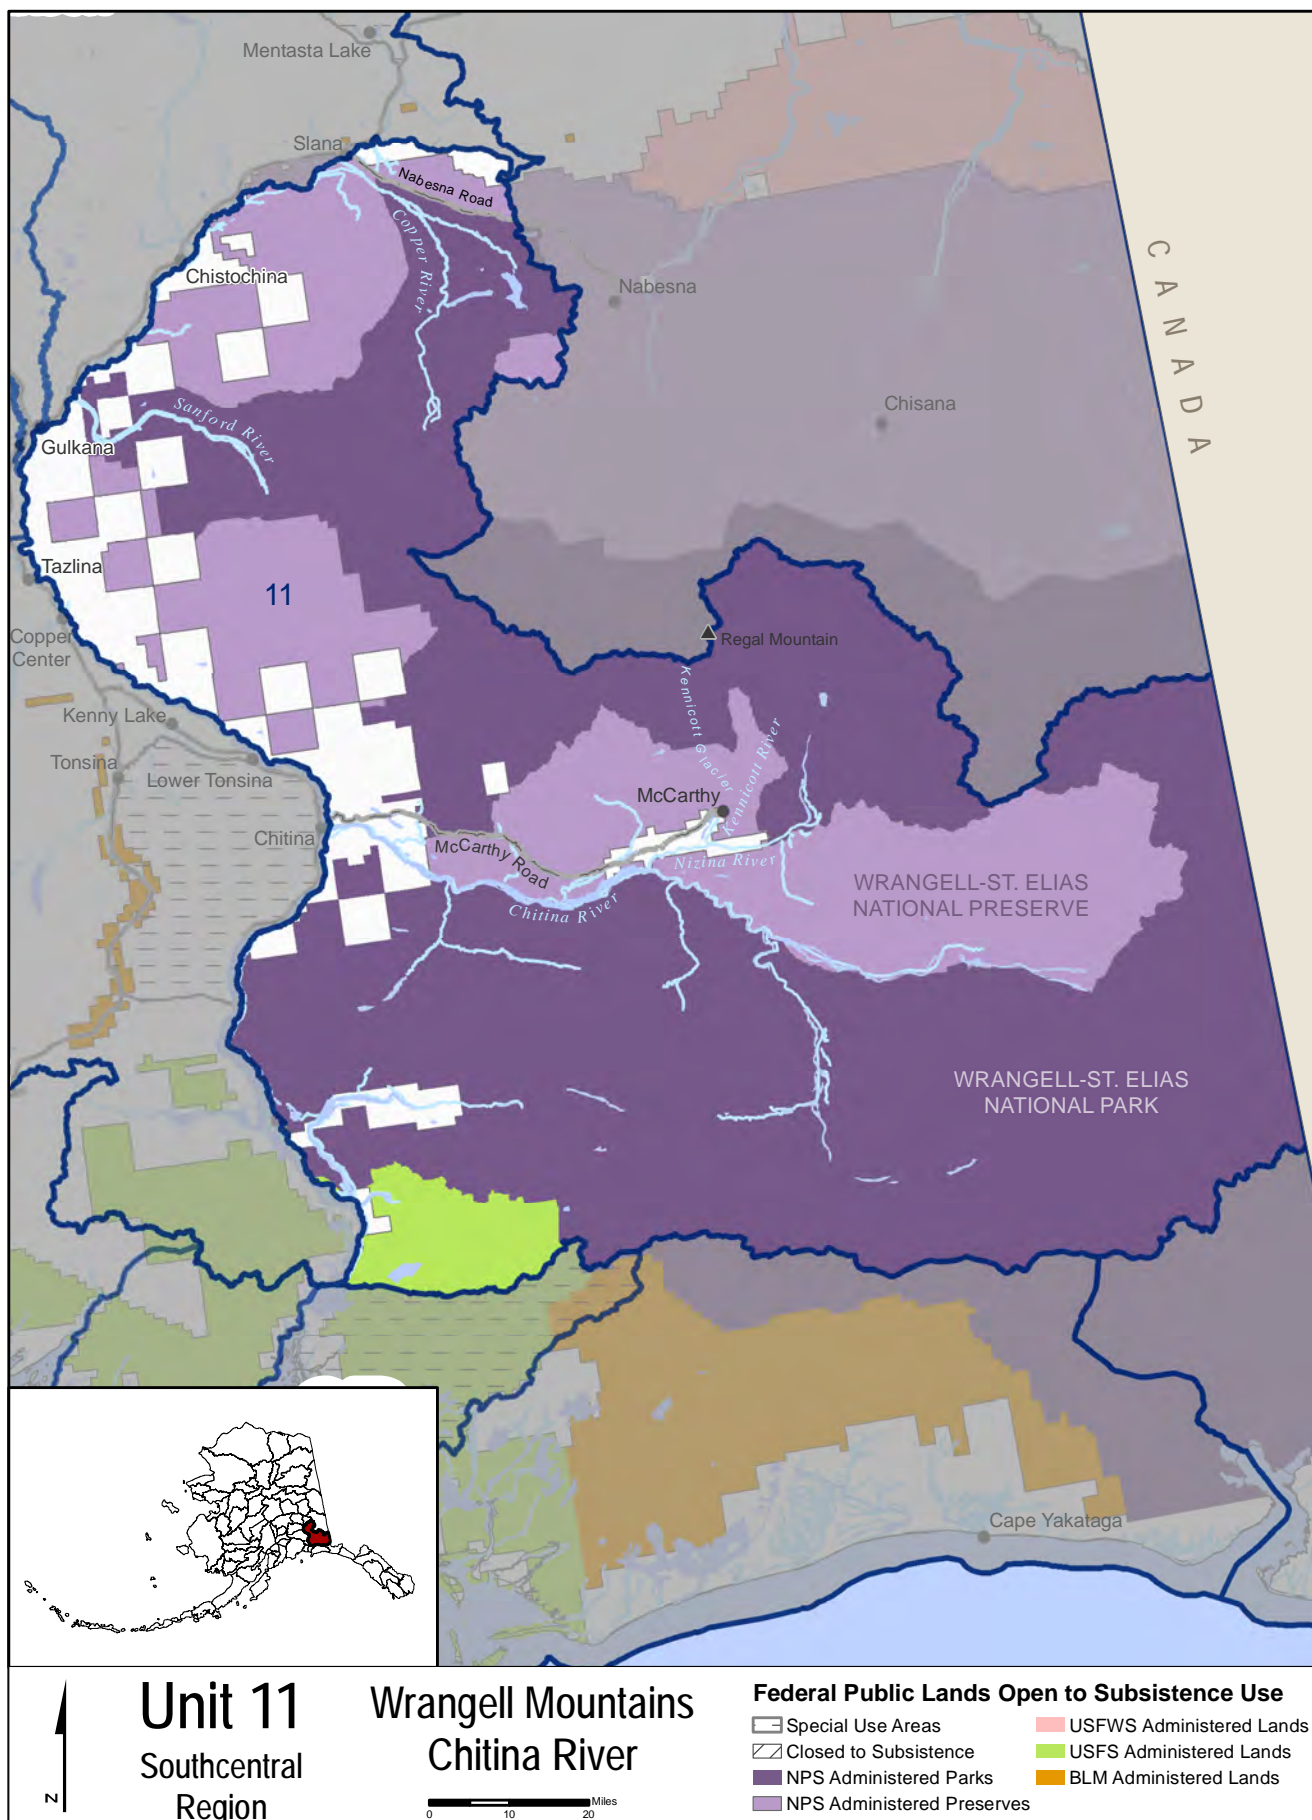 Mentasta Lake
Slana
Nabesna Road
Copper River
CANADA
Chistochina
Nabesna
Chisana
Sanford River
Gulkana
Tazlina
11
Copper
Center
Regal Mountain
Kennicott Glacier
Kennicott River
Kenny Lake
Tonsina
Lower Tonsina
McCarthy
Chitina
McCarthy Road
Nizina River
Chitina River
WRANGELL-ST. ELIAS
NATIONAL PRESERVE
WRANGELL-ST. ELIAS
NATIONAL PARK
Cape Yakataga
N
Unit 11
Southcentral
Region
Wrangell Mountains
Chitina River
Miles
0 10 20
Federal Public Lands Open to Subsistence Use
Special Use Areas
Closed to Subsistence
NPS Administered Parks
NPS Administered Preserves
USFWS Administered Lands
USFS Administered Lands
BLM Administered Lands